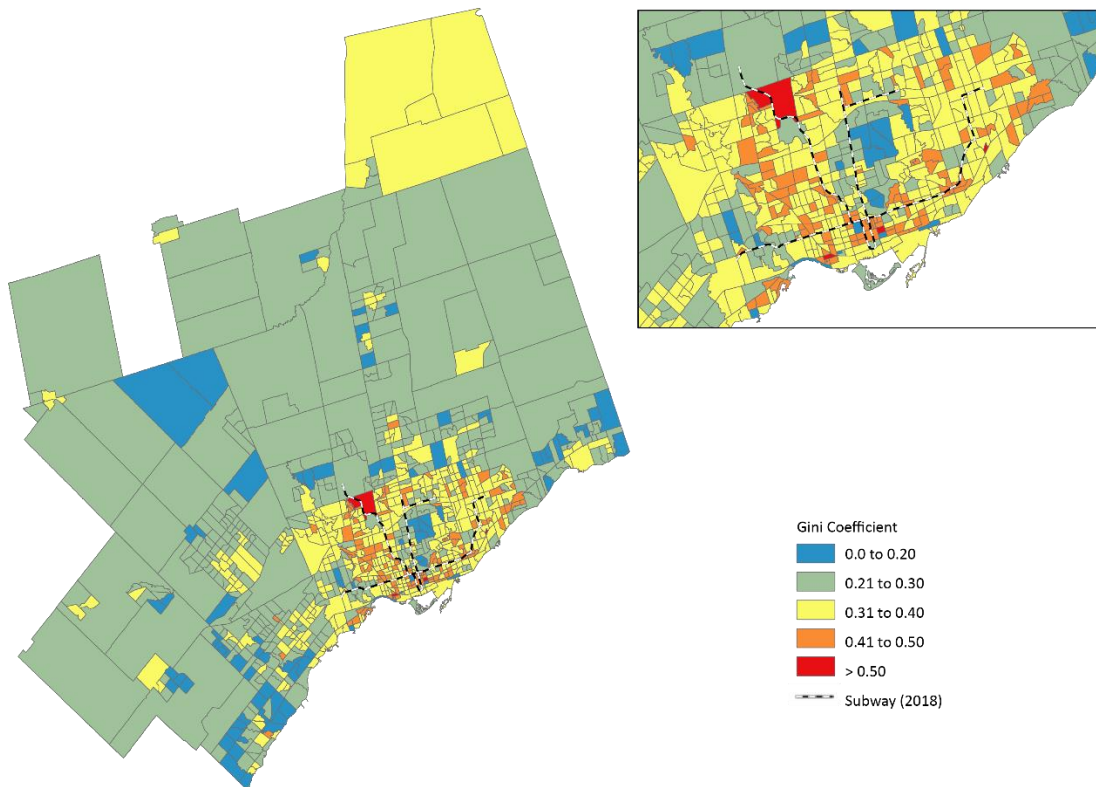 Gini Coefficient
0.0 to 0.20
0.21 to 0.30
0.31 to 0.40
0.41 to 0.50
> 0.50
Subway (2018)